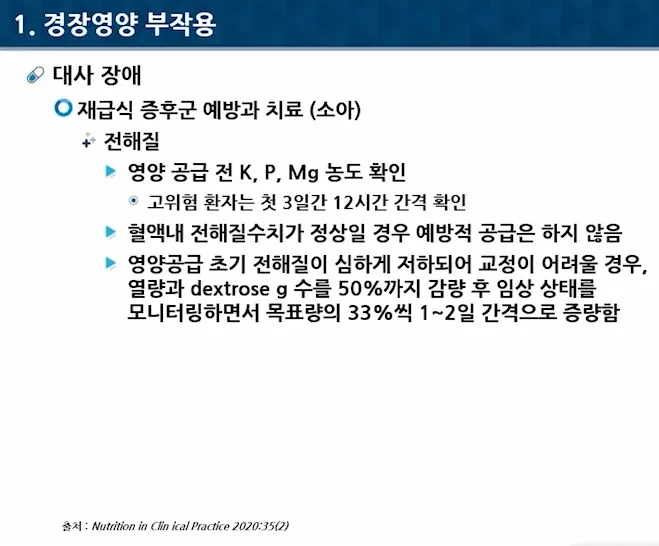 1. 경장영양 부작용
대사 장애
재급식 증후군 예방과 치료 (소아)
전해질
영양 공급 전 K, P, Mg 농도 확인
고위험 환자는 첫 3일간 12시간 간격 확인
혈액내 전해질수치가 정상일 경우 예방적 공급은 하지 않음
영양공급 초기 전해질이 심하게 저하되어 교정이 어려울 경우,
열량과 dextrose g 수를 50%까지 감량 후 임상 상태를
모니터링하면서 목표량의 33%씩 1~2일 간격으로 증량함
출처 : Nutrition in Clin ical Practice 2020:35(2)